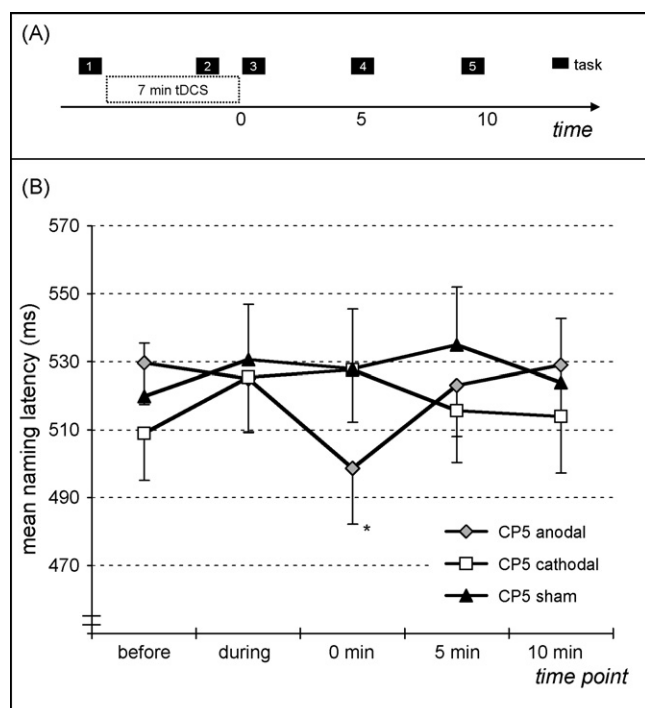 (A)
1 2 3 4 5 task
7 min tDCS
0 5 10 time
(B)
mean naming latency (ms)
570
550
530
510
490
470
*
CP5 anodal
CP5 cathodal
CP5 sham
before during 0 min 5 min 10 min
time point